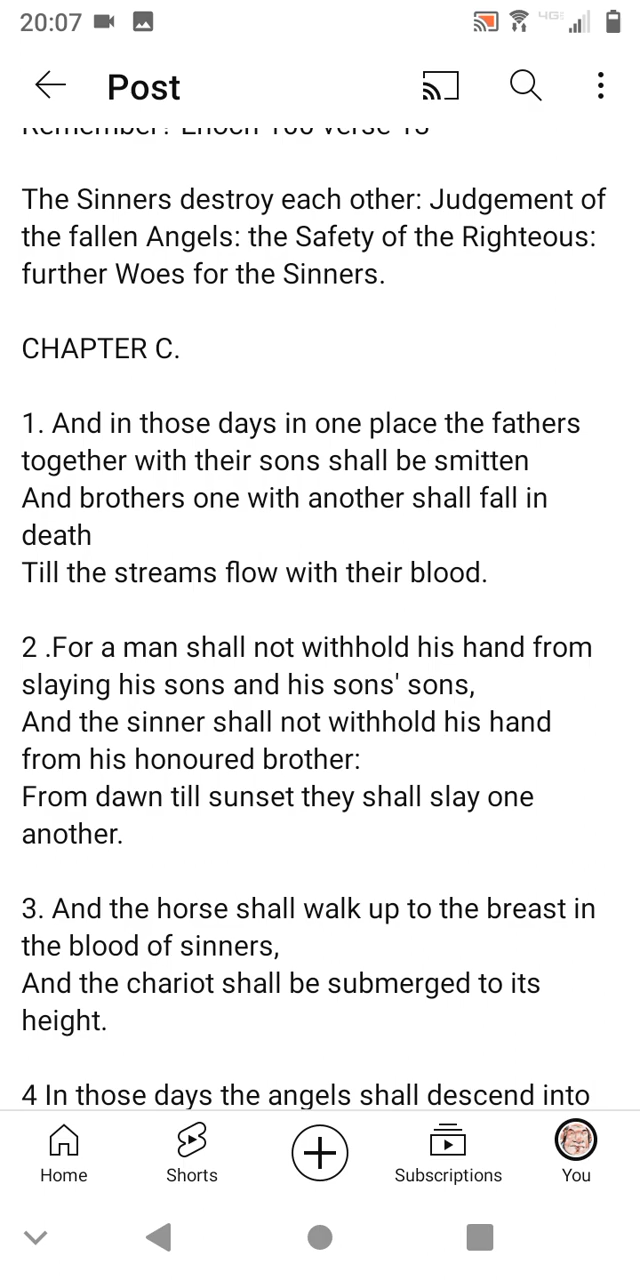 20:07
4GE
Post
Remember! Enoch 100 verse 13
The Sinners destroy each other: Judgement of
the fallen Angels: the Safety of the Righteous:
further Woes for the Sinners.
CHAPTER C.
1. And in those days in one place the fathers
together with their sons shall be smitten
And brothers one with another shall fall in
death
Till the streams flow with their blood.
2 .For a man shall not withhold his hand from
slaying his sons and his sons' sons,
And the sinner shall not withhold his hand
from his honoured brother:
From dawn till sunset they shall slay one
another.
3. And the horse shall walk up to the breast in
the blood of sinners,
And the chariot shall be submerged to its
height.
4 In those days the angels shall descend into
Home
Shorts
Subscriptions
You